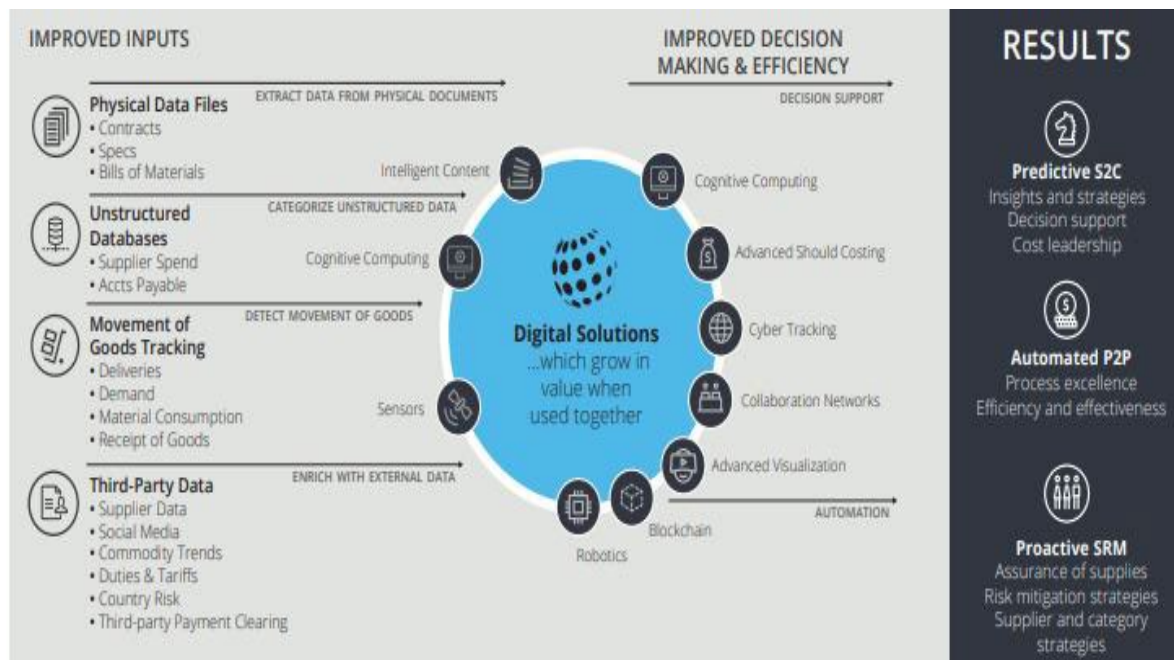 IMPROVED INPUTS
EXTRACT DATA FROM PHYSICAL DOCUMENTS
Physical Data Files
• Contracts
• Specs
• Bills of Materials
CATEGORIZE UNSTRUCTURED DATA
Unstructured
Databases
• Supplier Spend
• Accts Payable
DETECT MOVEMENT OF GOODS
Movement of
Goods Tracking
• Deliveries
• Demand
• Material Consumption
• Receipt of Goods
ENRICH WITH EXTERNAL DATA
Third-Party Data
• Supplier Data
• Social Media
• Commodity Trends
• Duties & Tariffs
• Country Risk
• Third-party Payment Clearing
Intelligent Content
Cognitive Computing
Sensors
Digital Solutions
...which grow in
value when
used together
IMPROVED DECISION
MAKING & EFFICIENCY
DECISION SUPPORT
Cognitive Computing
Advanced Should Costing
Cyber Tracking
Collaboration Networks
Advanced Visualization
AUTOMATION
Blockchain
Robotics
RESULTS
Predictive S2C
Insights and strategies
Decision support
Cost leadership
Automated P2P
Process excellence
Efficiency and effectiveness
Proactive SRM
Assurance of supplies
Risk mitigation strategies
Supplier and category
strategies